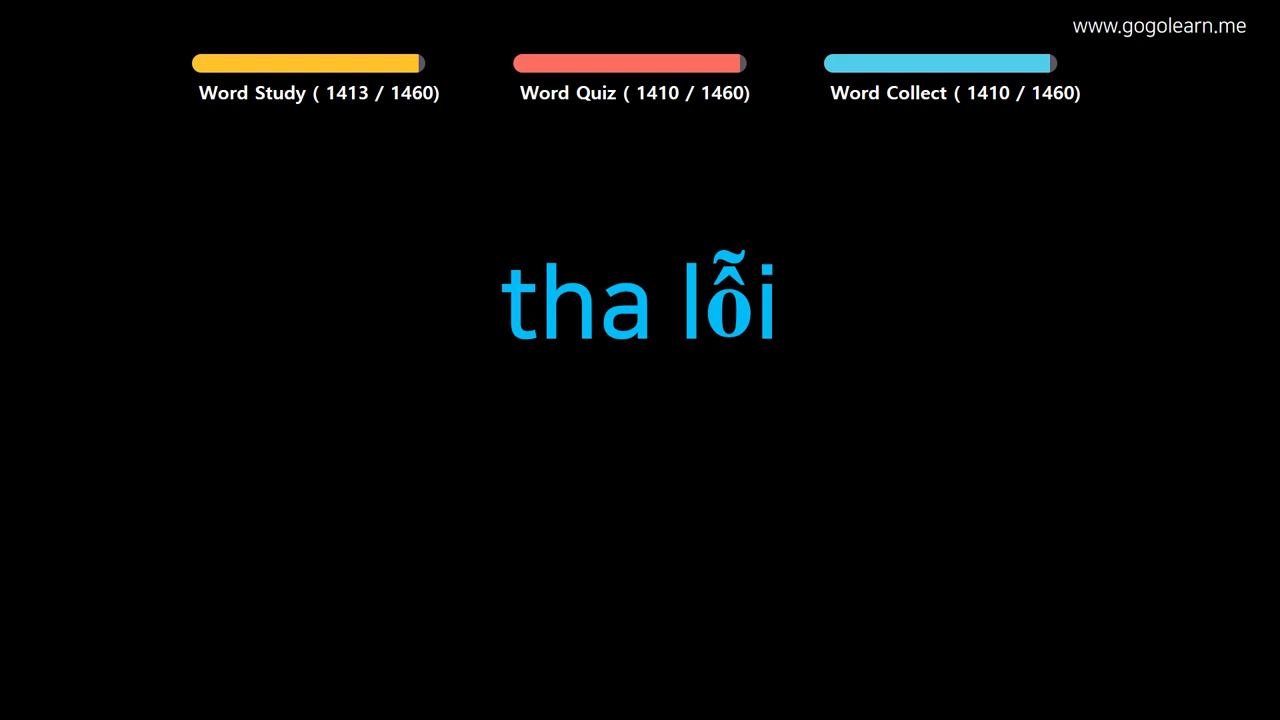 www.gogolearn.me
Word Study ( 1413 / 1460)
Word Quiz ( 1410 / 1460)
Word Collect ( 1410 / 1460)
tha lỗi